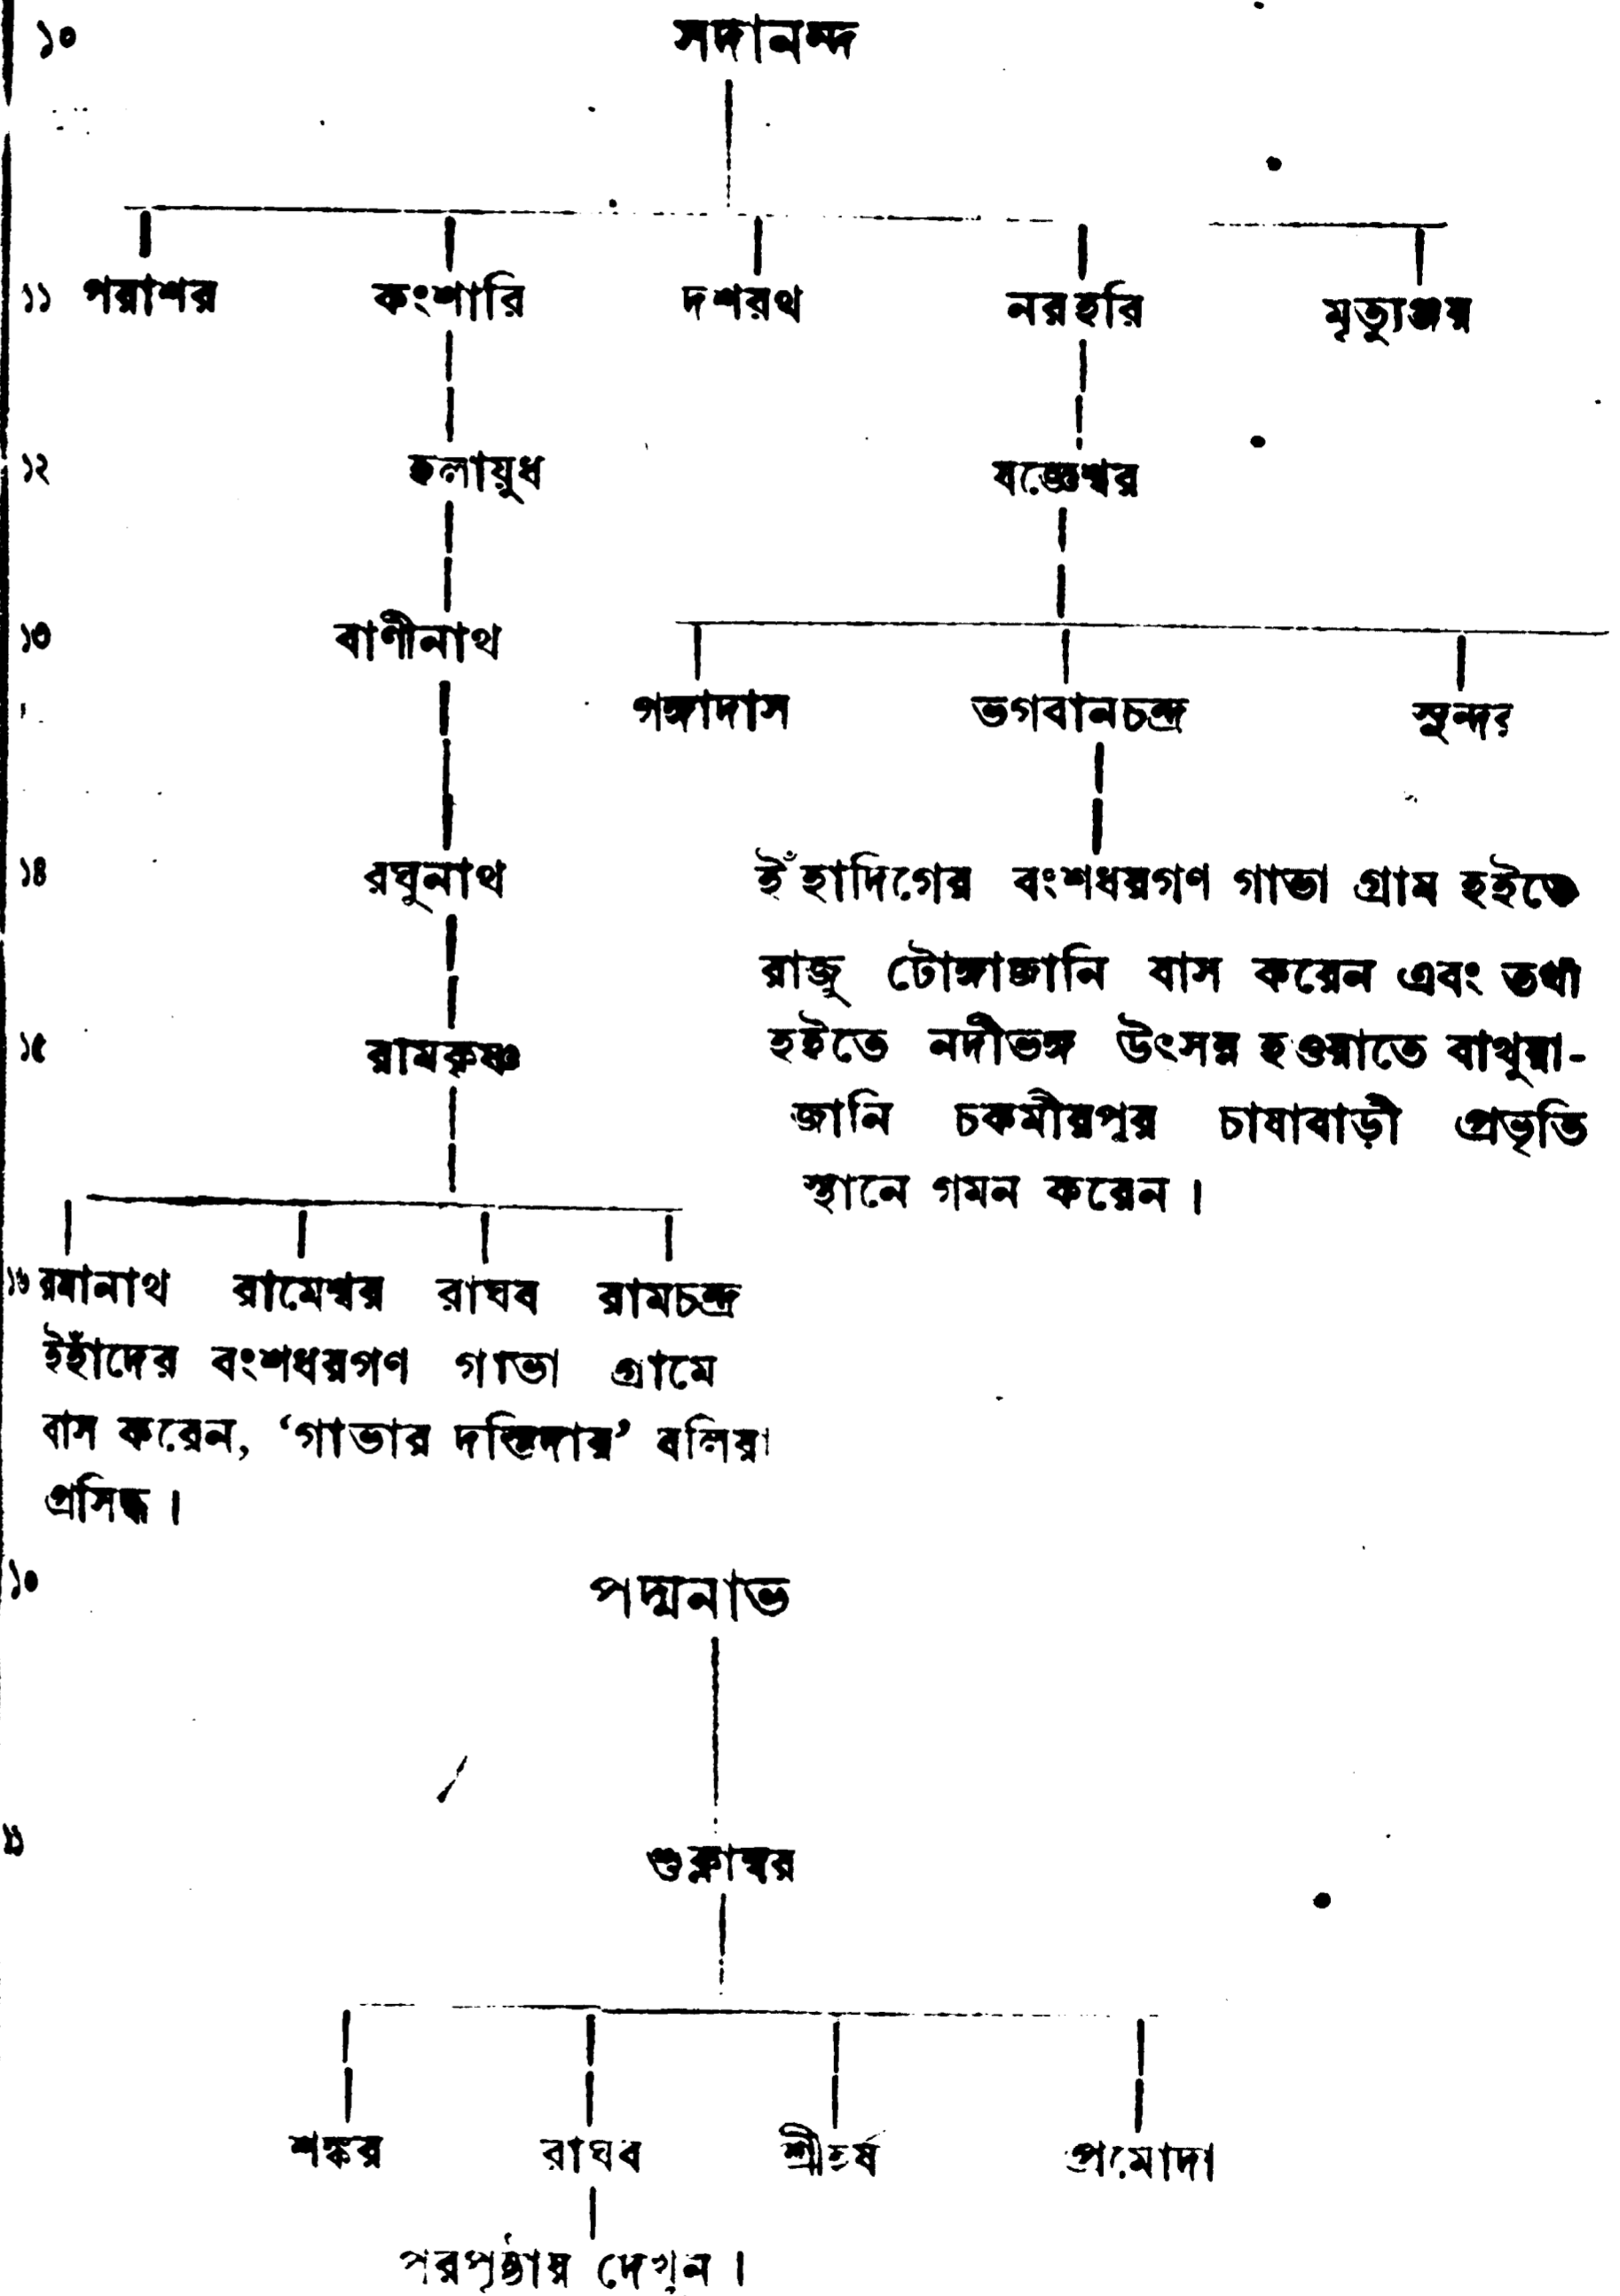 ১০ সদানন্দ
১১ পরাশর কংশারি দশরথ নরহরি মৃত্যুঞ্জয়
১২ হলায়ুধ যজ্ঞেশ্বর
১৩ বাণীনাথ
গঙ্গাদাস ভগবানচন্দ্র সুন্দর
১৪ রঘুনাথ
ইঁহাদিগের বংশধরগণ গাভা গ্রাম হইতে
রাজু টোঙ্গাজানি বাস করেন এবং তথা
১৫ রামকৃষ্ণ
হইতে নদীভঙ্গ উৎসন্ন হওয়াতে বাথুয়া-
জানি চকমীরপুর চাষাবাড়ী প্রভৃতি
স্থানে গমন করেন।
১৬ রমানাথ রামেশ্বর রাঘব রামচন্দ্র
ইহাঁদের বংশধরগণ গাভা গ্রামে
বাস করেন, ‘গাভার দস্তিদার’ বলিয়া
প্রসিদ্ধ।
১০ পদ্মনাভ
শুক্লাম্বর
শঙ্কর রাঘব শ্রীহর্ষ প্রমোদা
পরপৃষ্ঠায় দেখুন।